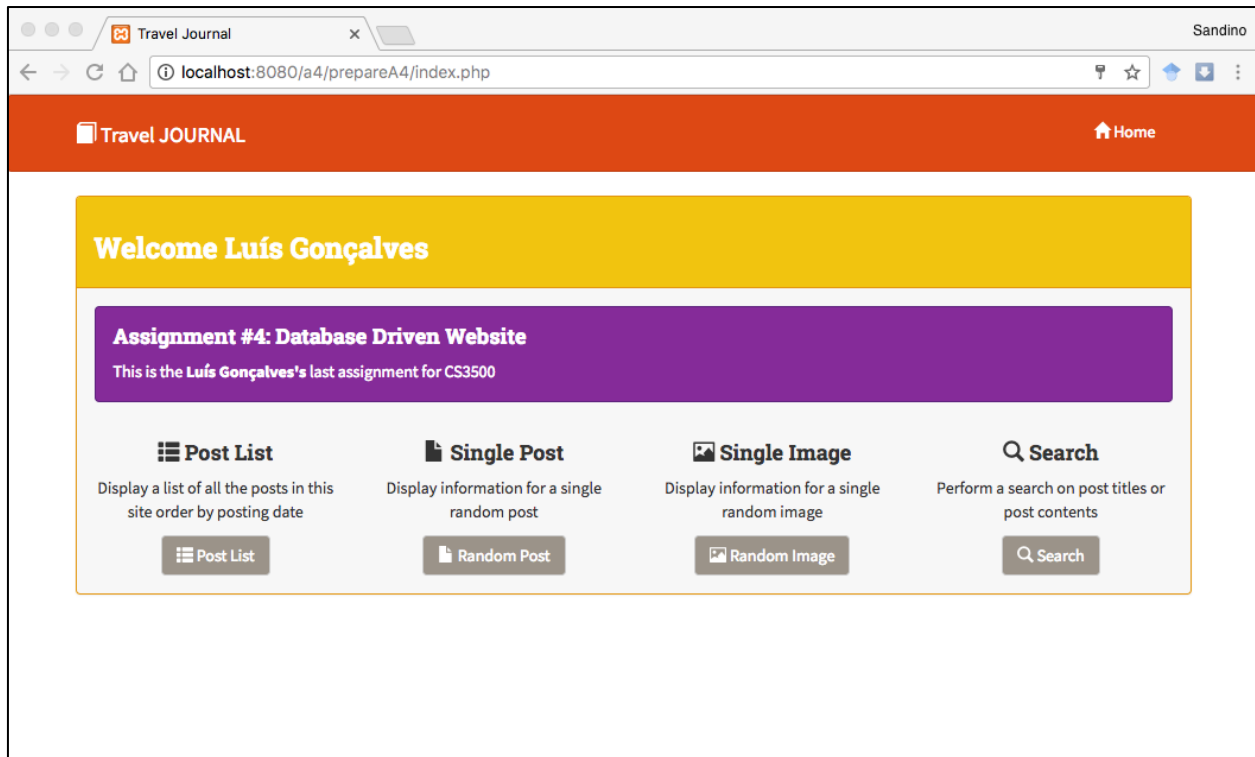 Travel Journal
Sandino
localhost:8080/a4/prepareA4/index.php
Travel JOURNAL
Home
Welcome Luís Gonçalves
Assignment #4: Database Driven Website
This is the Luís Gonçalves's last assignment for CS3500
Post List
Display a list of all the posts in this
site order by posting date
Post List
Single Post
Display information for a single
random post
Random Post
Single Image
Display information for a single
random image
Random Image
Search
Perform a search on post titles or
post contents
Search